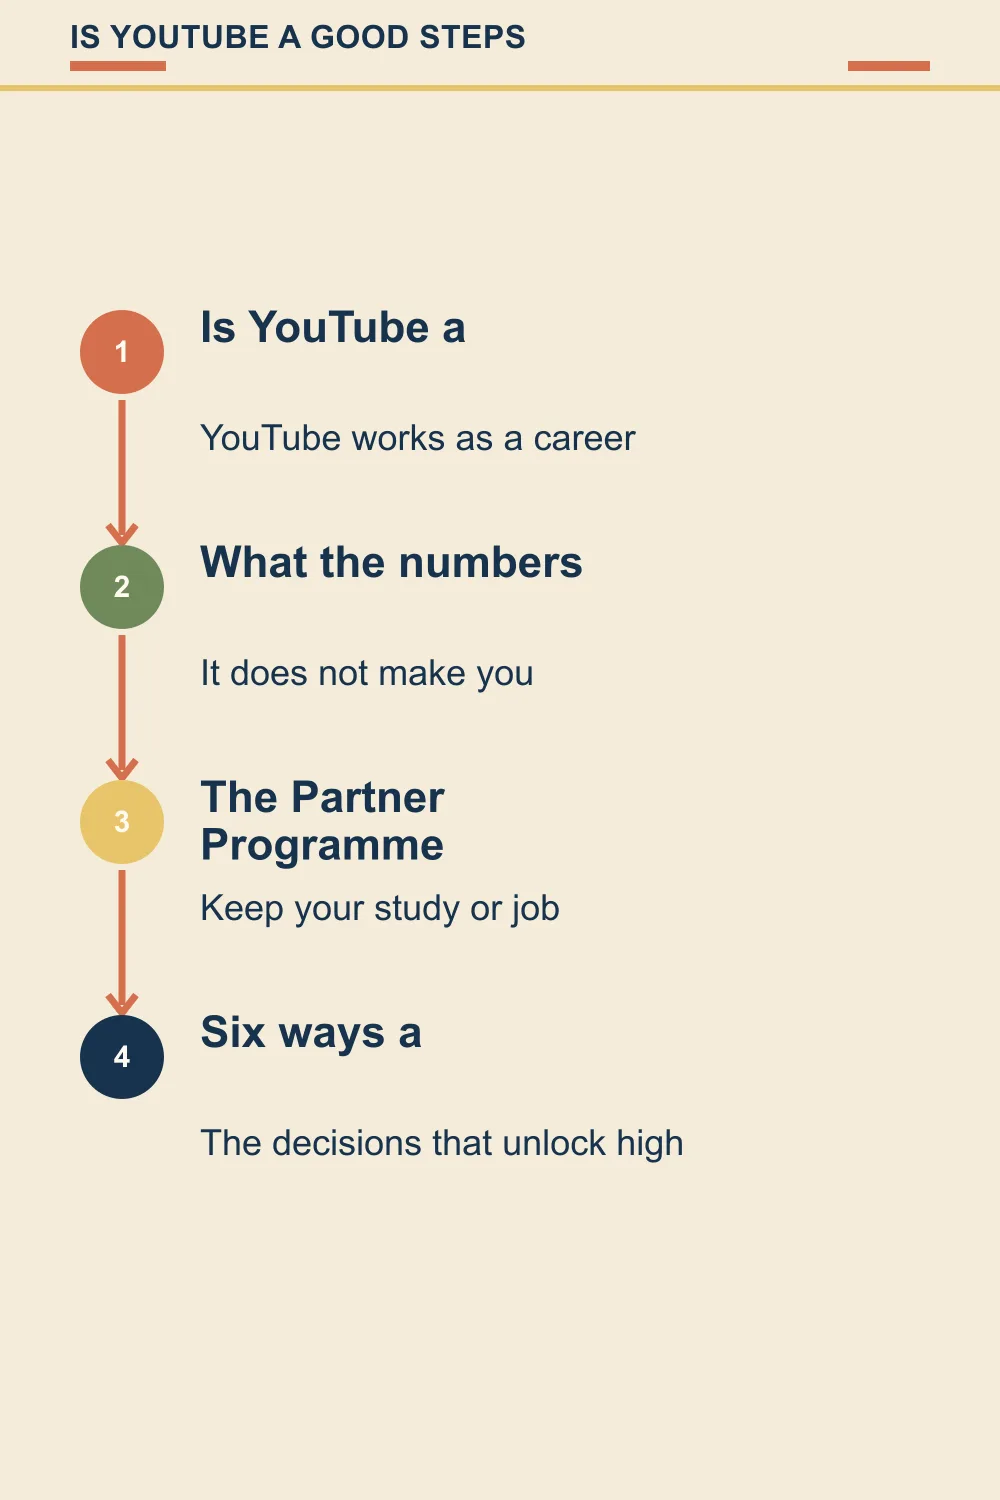 IS YOUTUBE A GOOD STEPS
1
Is YouTube a
YouTube works as a career
2
What the numbers
It does not make you
3
The Partner
Programme
Keep your study or job
4
Six ways a
The decisions that unlock high